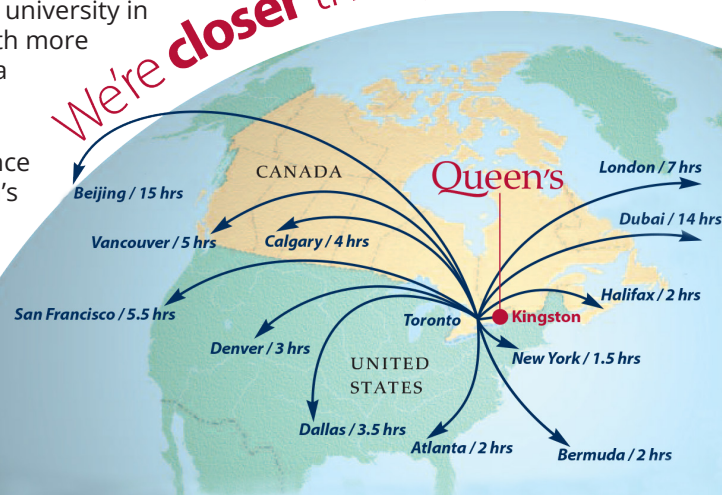 university in
th more
a
nce
's
We're closer th
CANADA
Queen's
London / 7 hrs
Beijing / 15 hrs
Dubai / 14 hrs
Vancouver / 5 hrs
Calgary / 4 hrs
Halifax / 2 hrs
San Francisco / 5.5 hrs
Toronto
Kingston
Denver / 3 hrs
New York / 1.5 hrs
UNITED
STATES
Dallas / 3.5 hrs
Atlanta / 2 hrs
Bermuda / 2 hrs